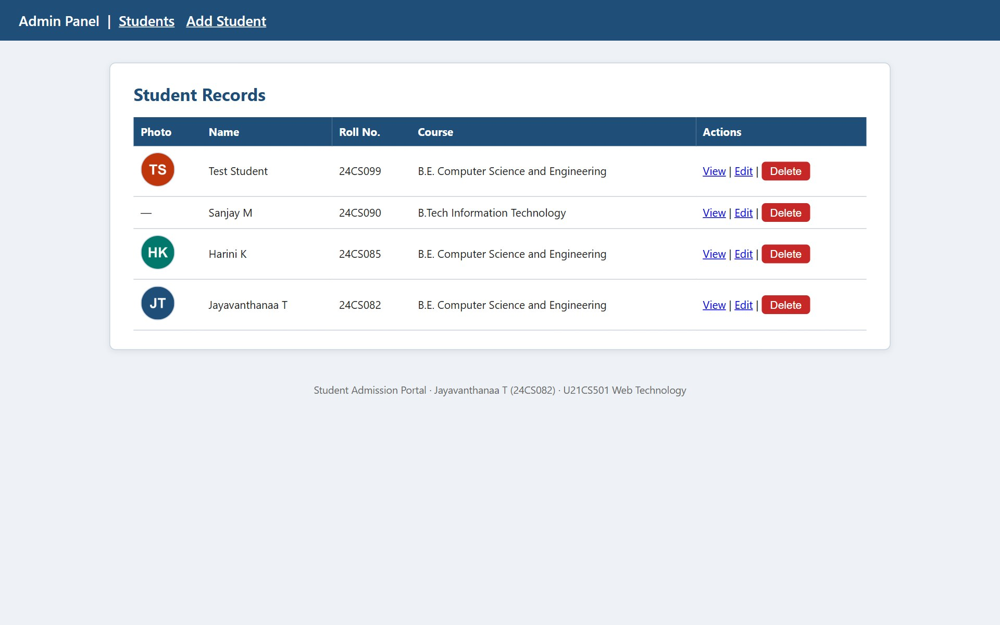 Admin Panel | Students Add Student
Student Records
Photo Name Roll No. Course Actions
TS Test Student 24CS099 B.E. Computer Science and Engineering View | Edit | Delete
— Sanjay M 24CS090 B.Tech Information Technology View | Edit | Delete
HK Harini K 24CS085 B.E. Computer Science and Engineering View | Edit | Delete
JT Jayavanthanaa T 24CS082 B.E. Computer Science and Engineering View | Edit | Delete
Student Admission Portal · Jayavanthanaa T (24CS082) · U21CS501 Web Technology